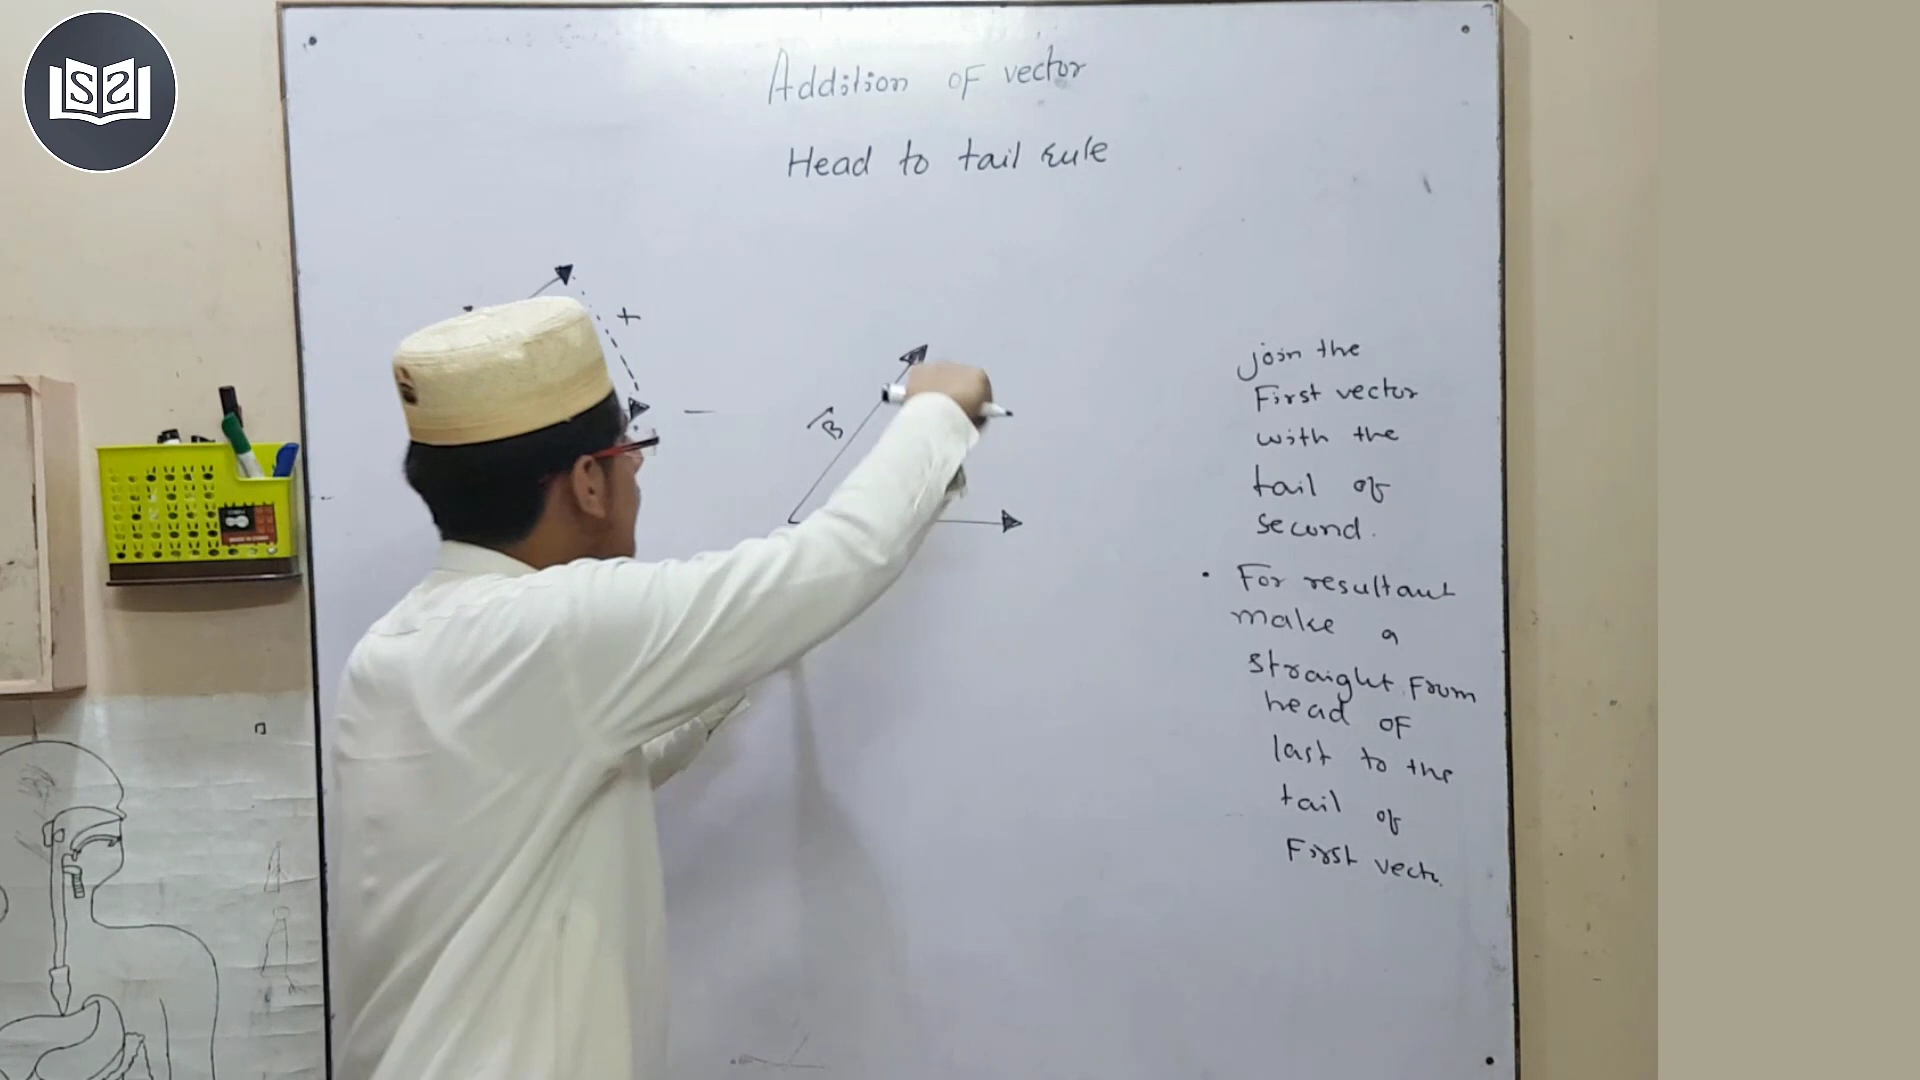 Addition of vector
Head to tail rule
+
B
join the
First vector
with the
tail of
second.
• For resultant
make a
straight from
head of
last to the
tail of
First vect.